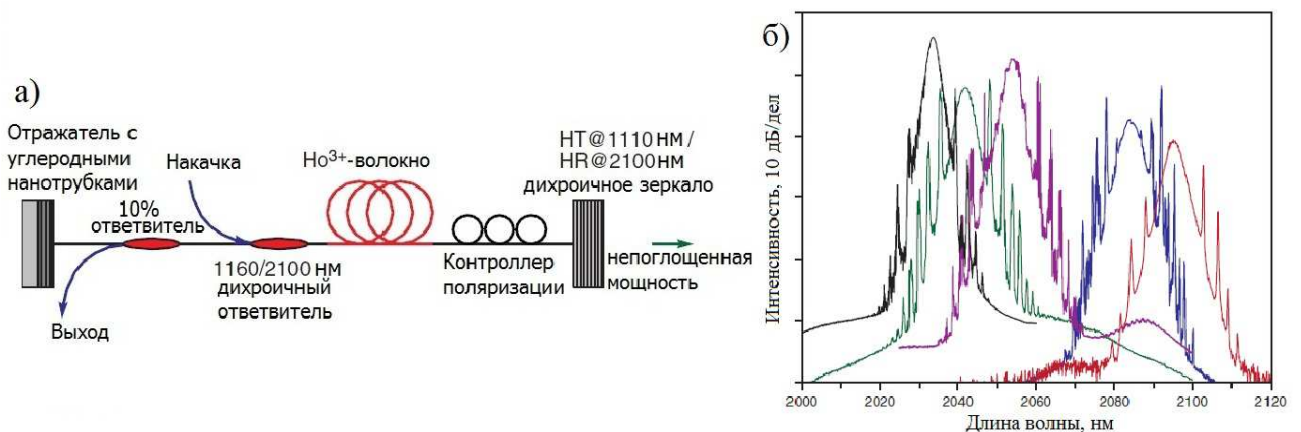 а)
Отражатель с
углеродными
нанотрубками
10%
ответвитель
Накачка
Ho3+-волокно
HT@1110 нм /
HR@2100 нм
дихроичное зеркало
1160/2100 нм
дихроичный
ответвитель
Контроллер
поляризации
непоглощенная
мощность
Выход
б)
Интенсивность, 10 дБ/дел
2000 2020 2040 2060 2080 2100 2120
Длина волны, нм